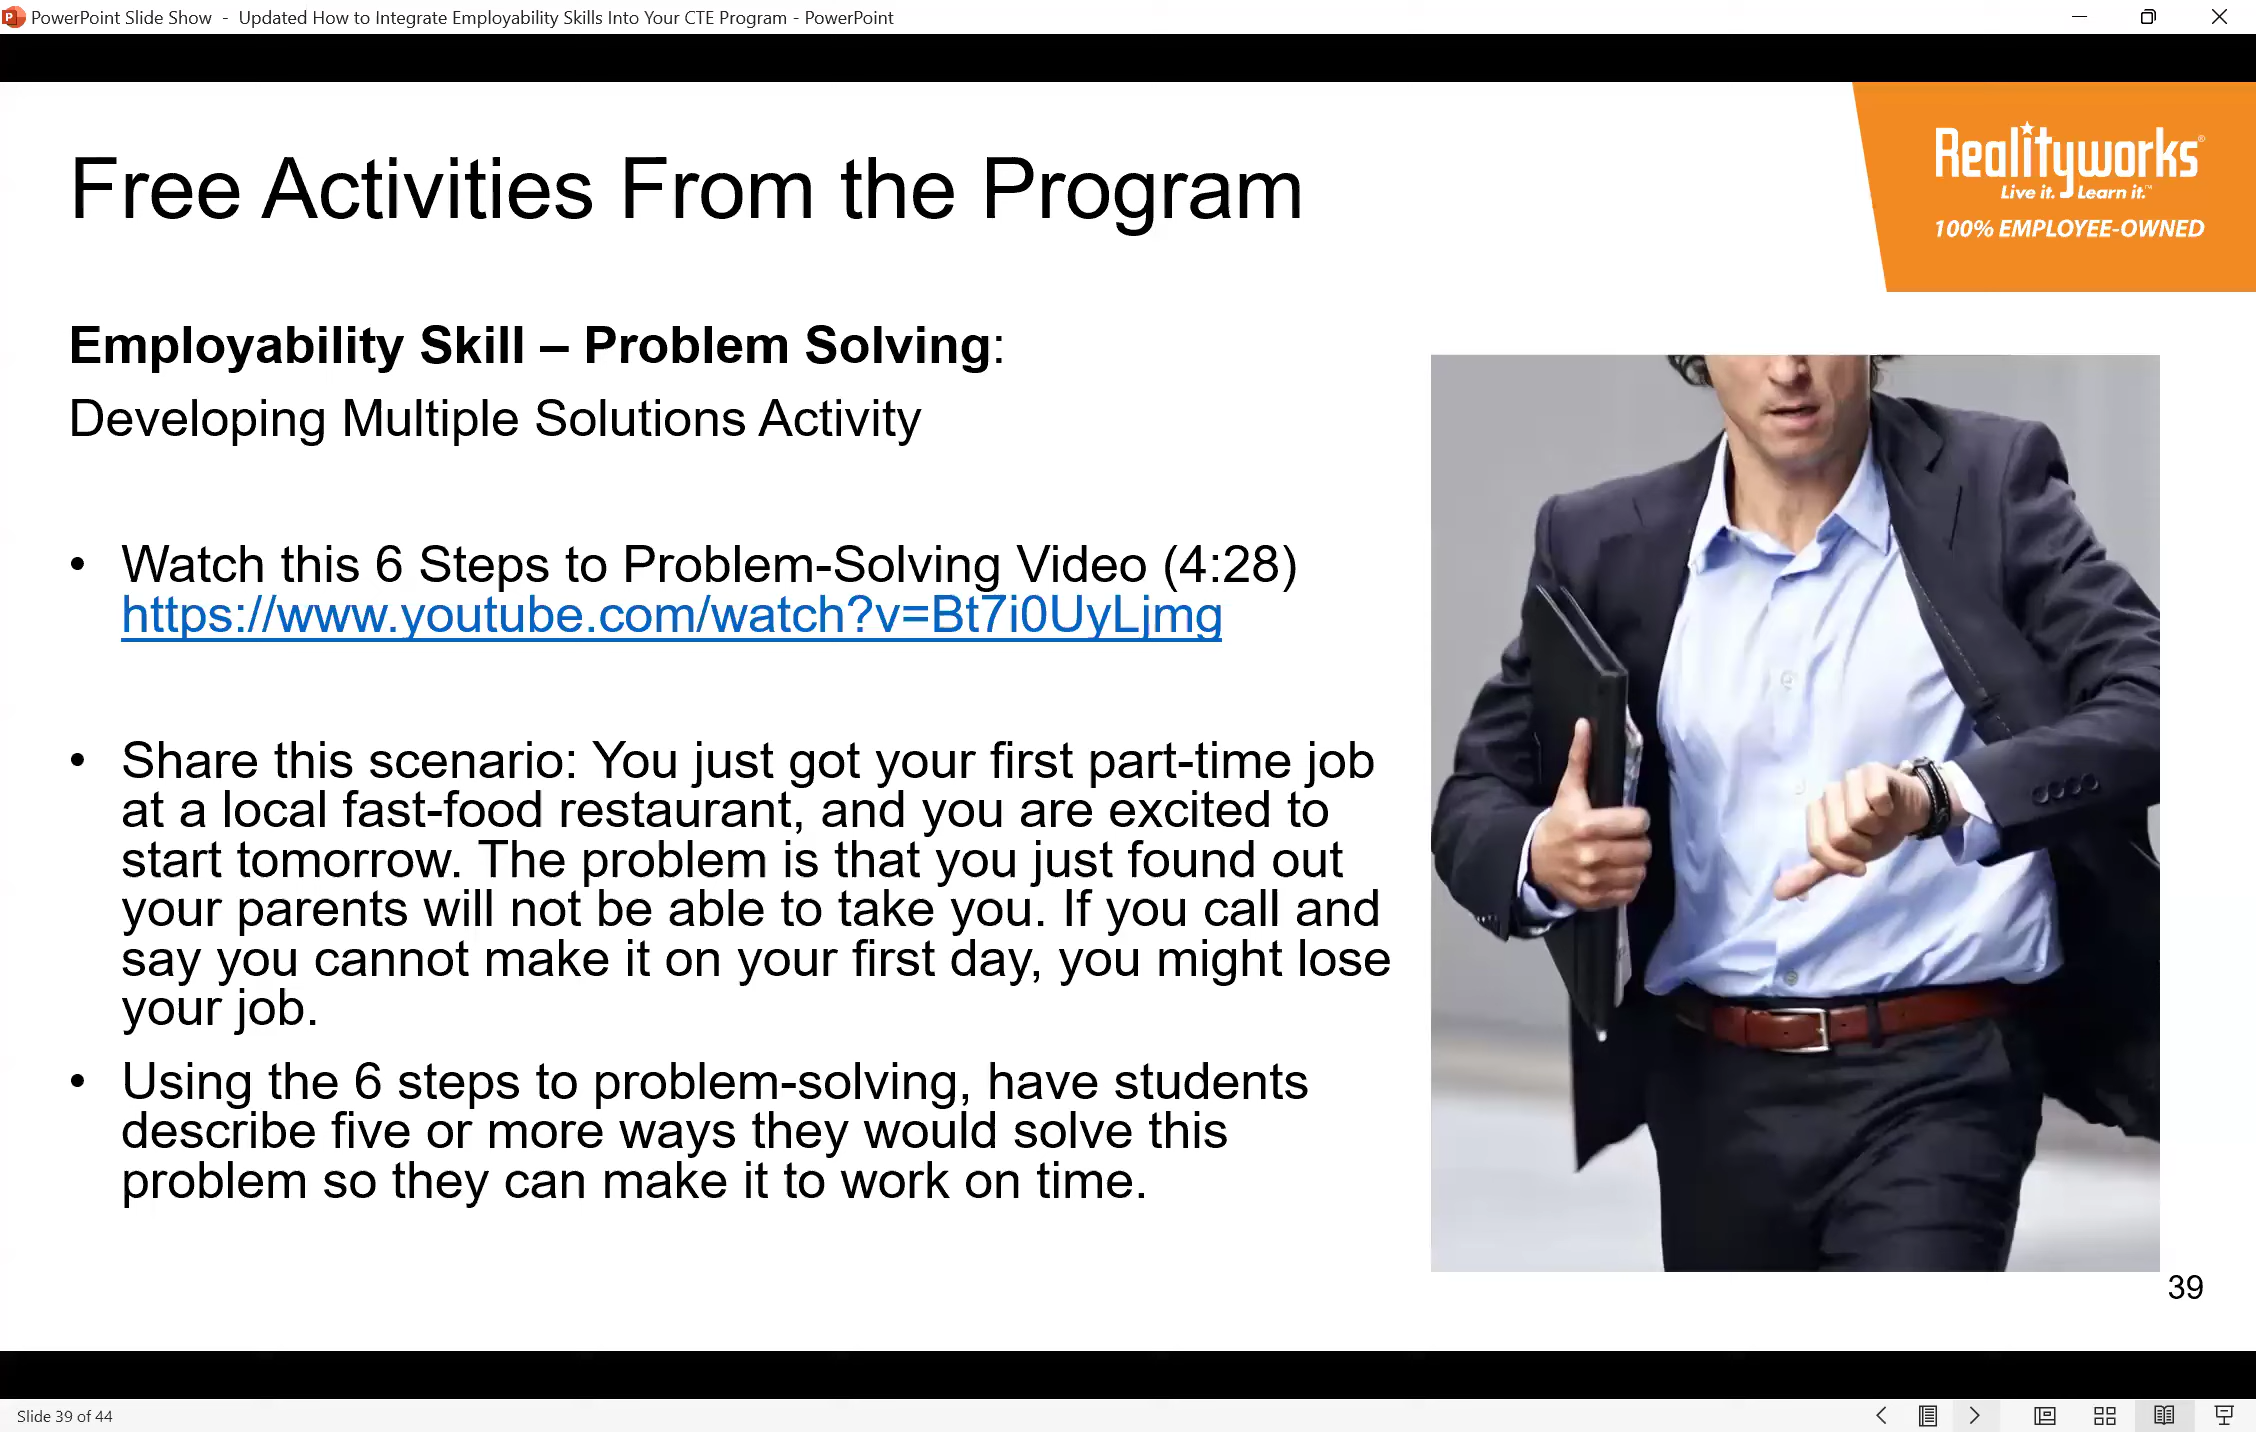 PowerPoint Slide Show - Updated How to Integrate Employability Skills Into Your CTE Program - PowerPoint
Realityworks®
Live it. Learn it.™
100% EMPLOYEE-OWNED
Free Activities From the Program
Employability Skill – Problem Solving:
Developing Multiple Solutions Activity
• Watch this 6 Steps to Problem-Solving Video (4:28)
https://www.youtube.com/watch?v=Bt7i0UyLjmg
• Share this scenario: You just got your first part-time job
at a local fast-food restaurant, and you are excited to
start tomorrow. The problem is that you just found out
your parents will not be able to take you. If you call and
say you cannot make it on your first day, you might lose
your job.
• Using the 6 steps to problem-solving, have students
describe five or more ways they would solve this
problem so they can make it to work on time.
39
Slide 39 of 44